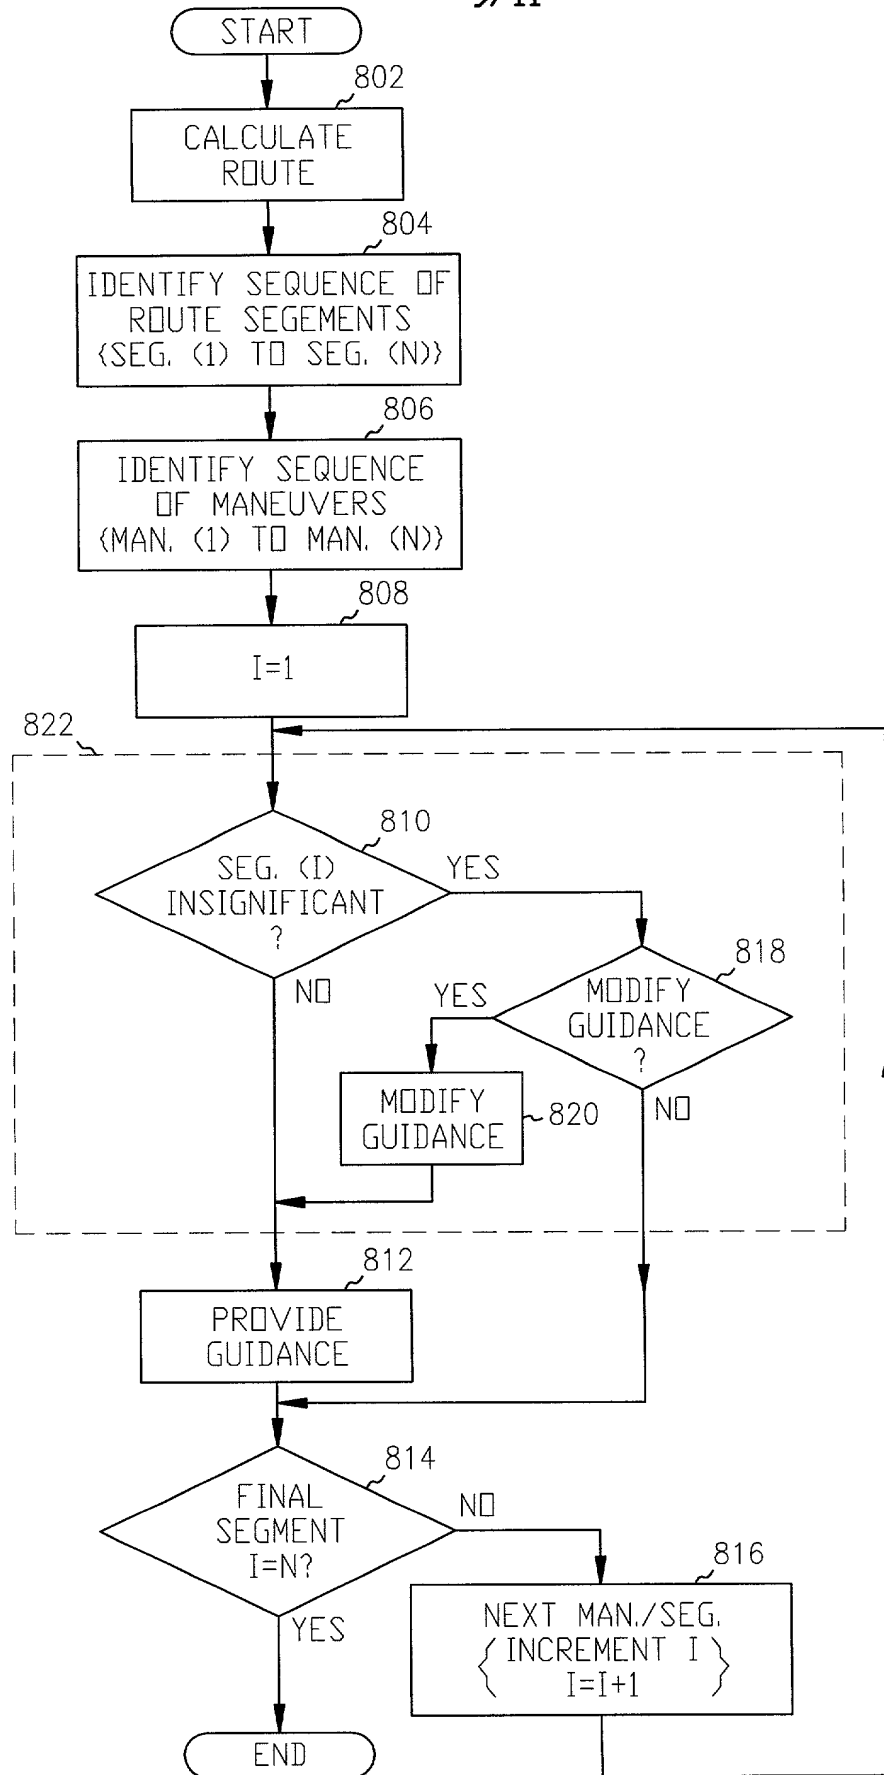 START
802
CALCULATE
ROUTE
804
IDENTIFY SEQUENCE OF
ROUTE SEGEMENTS
{SEG. (1) TO SEG. (N)}
806
IDENTIFY SEQUENCE
OF MANEUVERS
{MAN. (1) TO MAN. (N)}
808
I=1
822
810
SEG. (I)
INSIGNIFICANT
?
YES
NO
818
MODIFY
GUIDANCE
?
YES
NO
MODIFY
GUIDANCE
820
812
PROVIDE
GUIDANCE
814
FINAL
SEGMENT
I=N?
NO
YES
816
NEXT MAN./SEG.
{INCREMENT I
I=I+1}
END